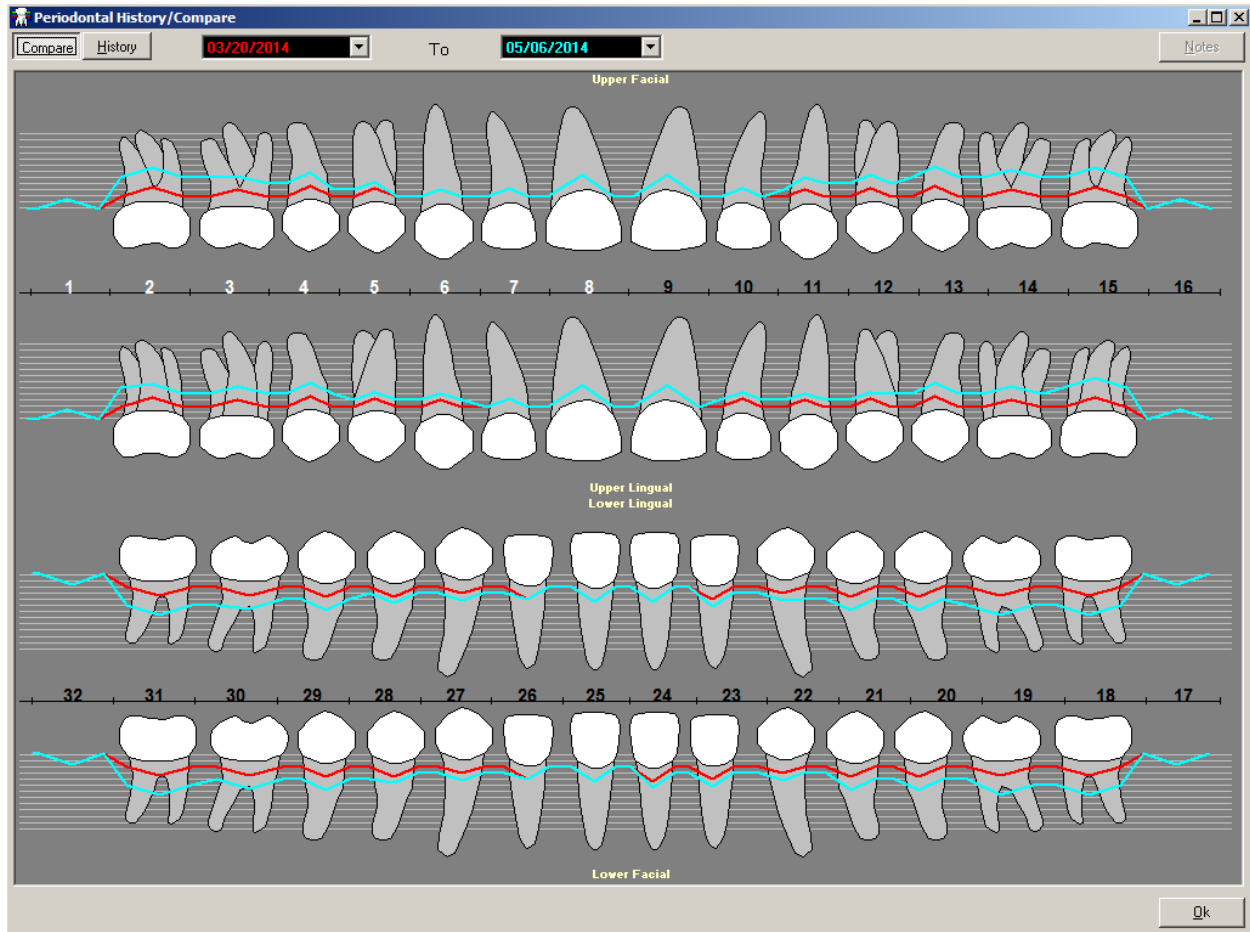 Periodontal History/Compare
Compare History 03/20/2014 To 05/06/2014 Notes
Upper Facial
1 2 3 4 5 6 7 8 9 10 11 12 13 14 15 16
Upper Lingual
Lower Lingual
32 31 30 29 28 27 26 25 24 23 22 21 20 19 18 17
Lower Facial
Ok